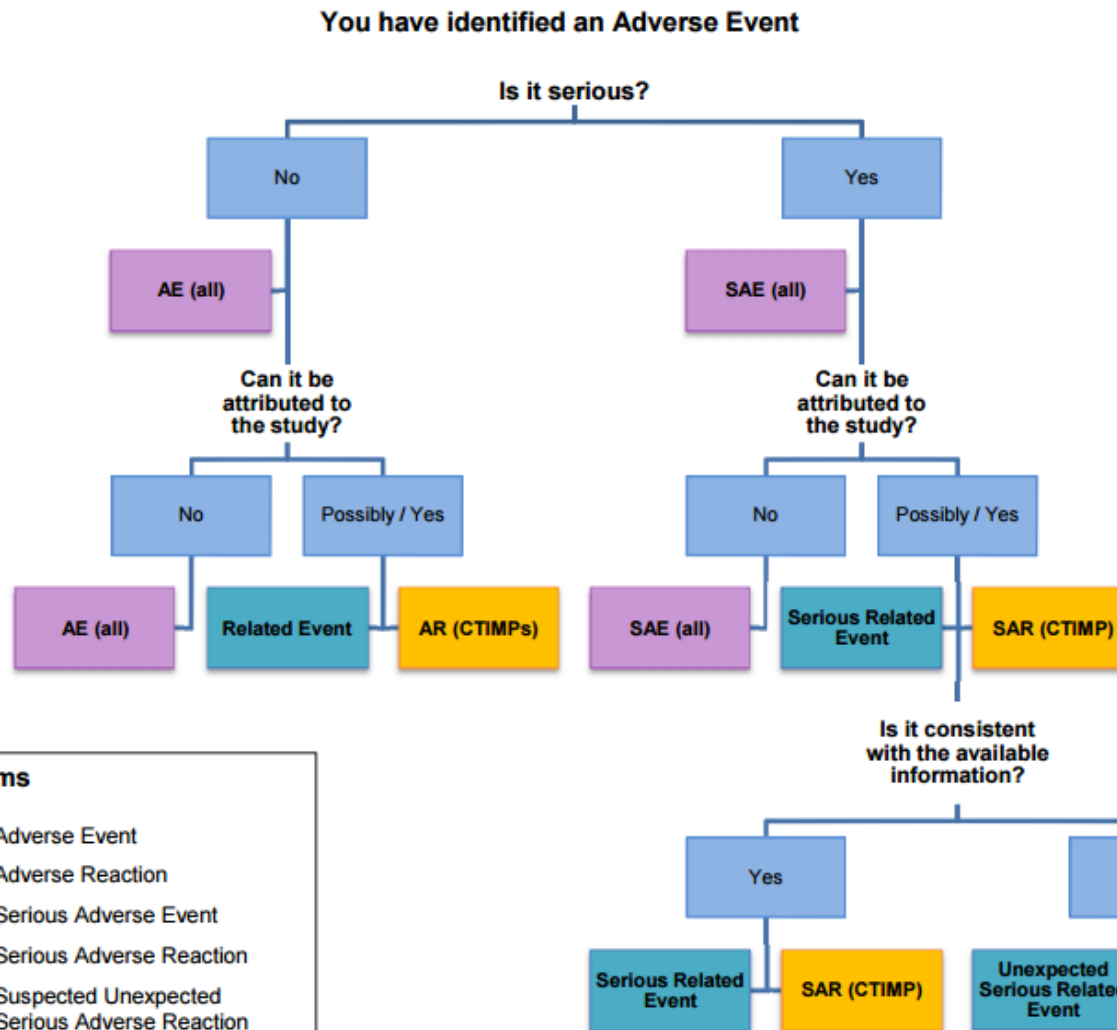 You have identified an Adverse Event
Is it serious?
No
Yes
AE (all)
SAE (all)
Can it be
attributed to
the study?
Can it be
attributed to
the study?
No
Possibly / Yes
No
Possibly / Yes
AE (all)
Related Event
AR (CTIMPs)
SAE (all)
Serious Related
Event
SAR (CTIMP)
Is it consistent
with the available
information?
Yes
Serious Related
Event
SAR (CTIMP)
Unexpected
Serious Related
Event
ms
Adverse Event
Adverse Reaction
Serious Adverse Event
Serious Adverse Reaction
Suspected Unexpected
Serious Adverse Reaction